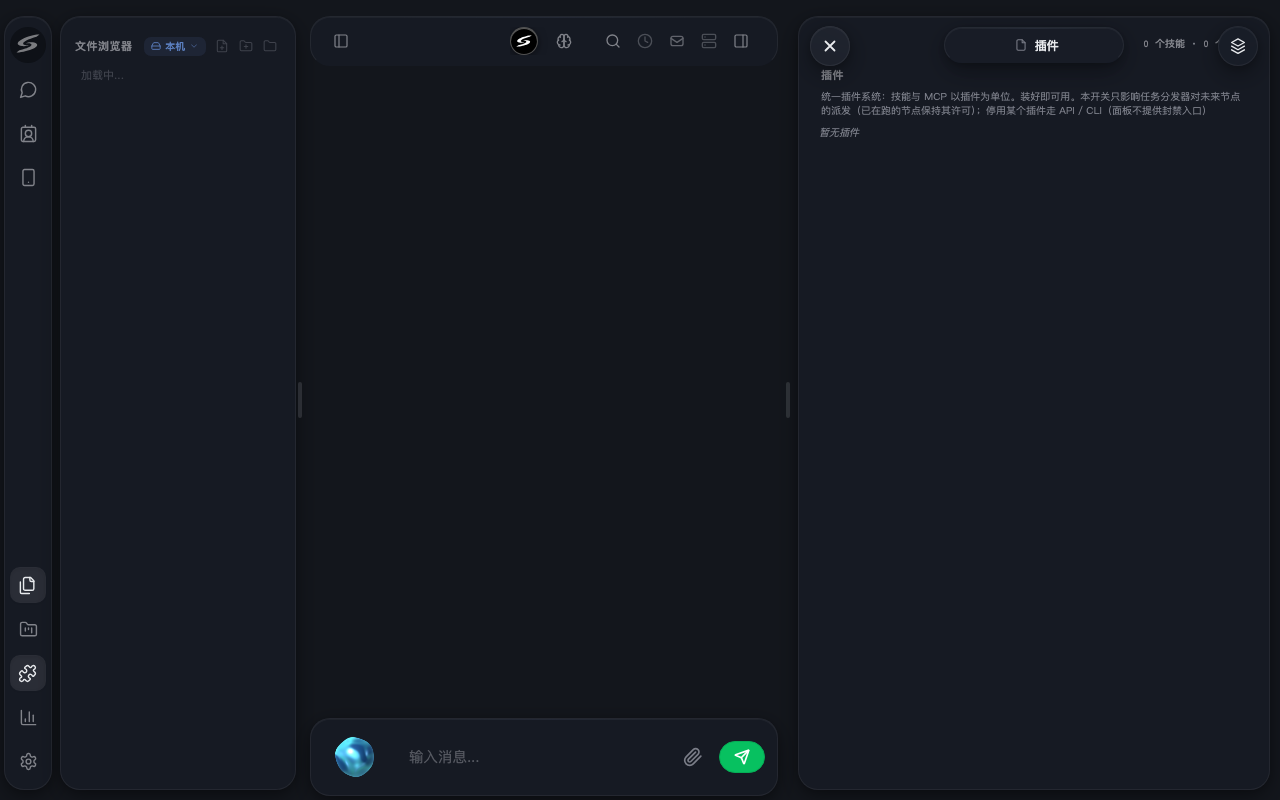 文件浏览器
本机
加载中...
输入消息...
插件
0 个技能 · 0
插件
统一插件系统：技能与 MCP 以插件为单位。装好即可用。本开关只影响任务分发器对未来节点
的派发（已在跑的节点保持其许可）；停用某个插件走 API / CLI（面板不提供封禁入口）
暂无插件